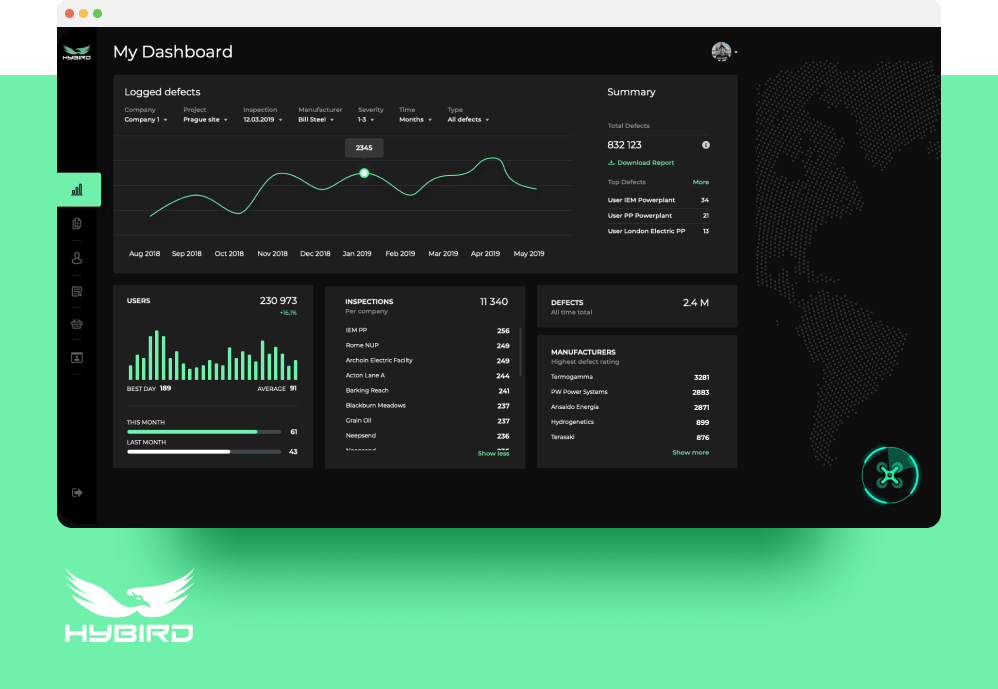 HYBIRD
My Dashboard
Logged defects
Company Project Inspection Manufacturer Severity Time Type
Company 1 Prague site 12.03.2019 Bill Steel 1-3 Months All defects
2345
Aug 2018 Sep 2018 Oct 2018 Nov 2018 Dec 2018 Jan 2019 Feb 2019 Mar 2019 Apr 2019 May 2019
Summary
Total Defects
832 123
Download Report
Top Defects More
User IEM Powerplant 34
User PP Powerplant 21
User London Electric PP 13
USERS 230 973
+16,1%
BEST DAY 189 AVERAGE 91
THIS MONTH
61
LAST MONTH
43
INSPECTIONS 11 340
Per company
IEM PP 256
Rome NUP 249
Archoin Electric Facilty 249
Acton Lane A 244
Barking Reach 241
Blackburn Meadows 237
Grain Oil 237
Neepsend 236
Show less
DEFECTS 2.4 M
All time total
MANUFACTURERS
Highest defect rating
Termogamma 3281
PW Power Systems 2883
Ansaldo Energia 2871
Hydrogenetics 899
Terasaki 876
Show more
HYBIRD